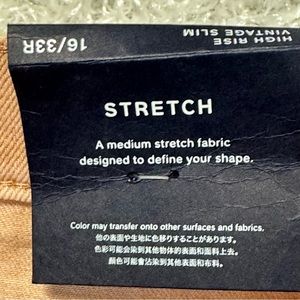 16/33R
HIGH RISE
VINTAGE SLIM
STRETCH
A medium stretch fabric
designed to define your shape.
Color may transfer onto other surfaces and fabrics.
他の表面や生地に色移りすることがあります。
色彩可能会染到其他物体的表面和面料上去。
顏色可能會沾染到其他表面和布料。